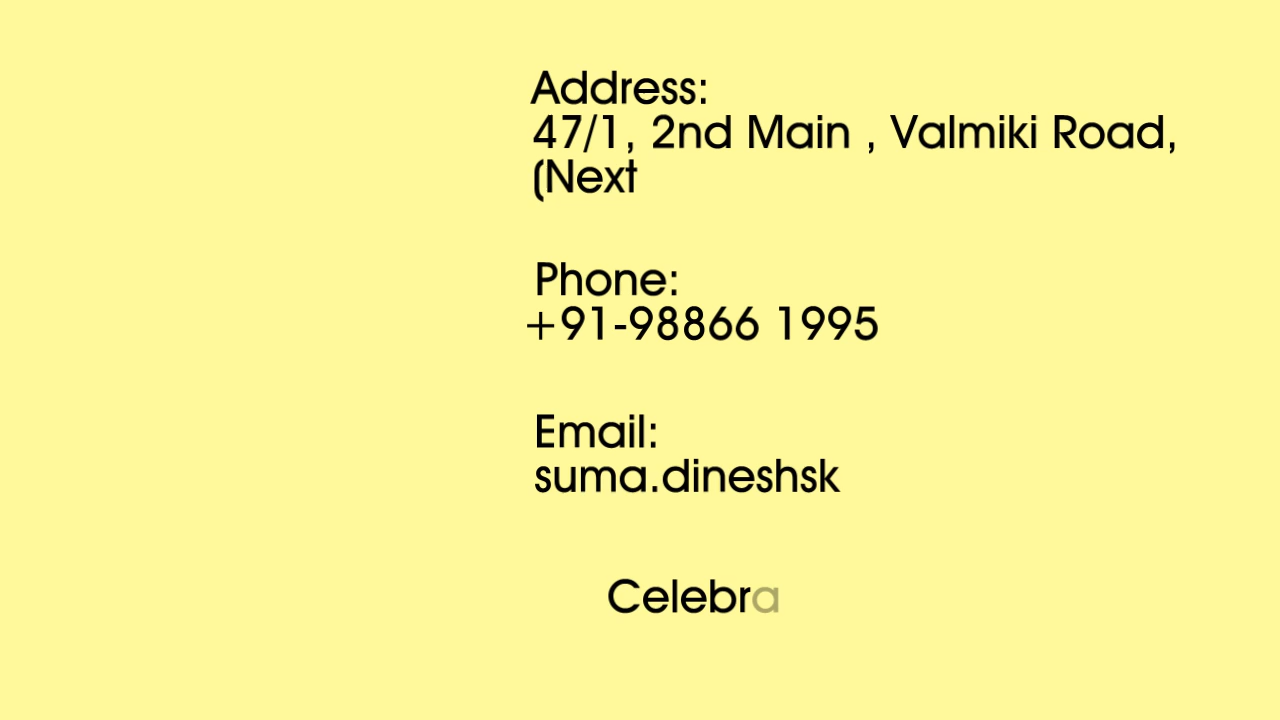 Address:
47/1, 2nd Main , Valmiki Road,
(Next
Phone:
+91-98866 1995
Email:
suma.dineshsk
Celebra